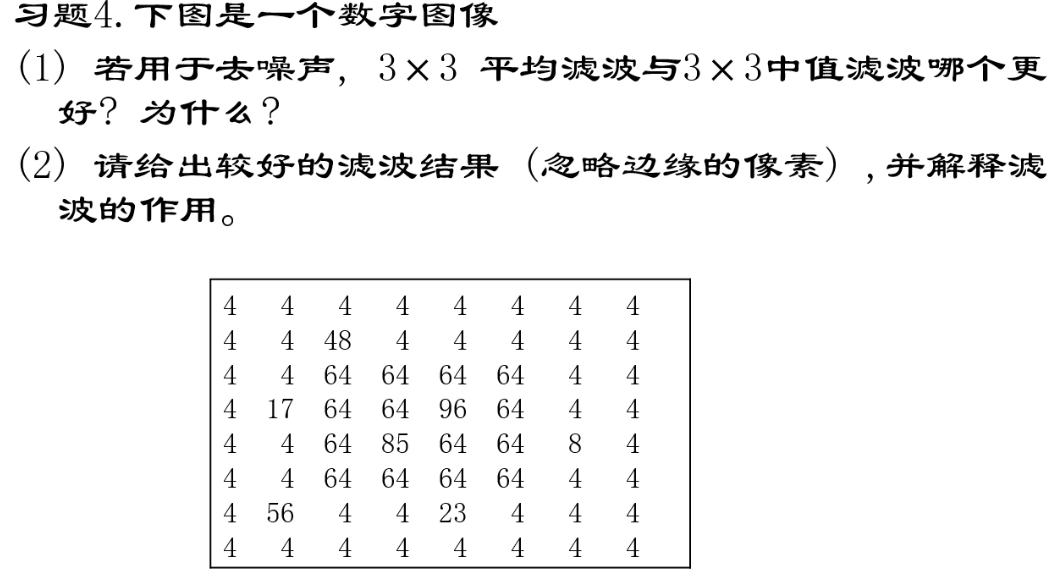 习题4.下图是一个数字图像
（1）若用于去噪声，3×3 平均滤波与3×3中值滤波哪个更
好？为什么？
（2）请给出较好的滤波结果（忽略边缘的像素）,并解释滤
波的作用。
4 4 4 4 4 4 4 4
4 4 48 4 4 4 4 4
4 4 64 64 64 64 4 4
4 17 64 64 96 64 4 4
4 4 64 85 64 64 8 4
4 4 64 64 64 64 4 4
4 56 4 4 23 4 4 4
4 4 4 4 4 4 4 4